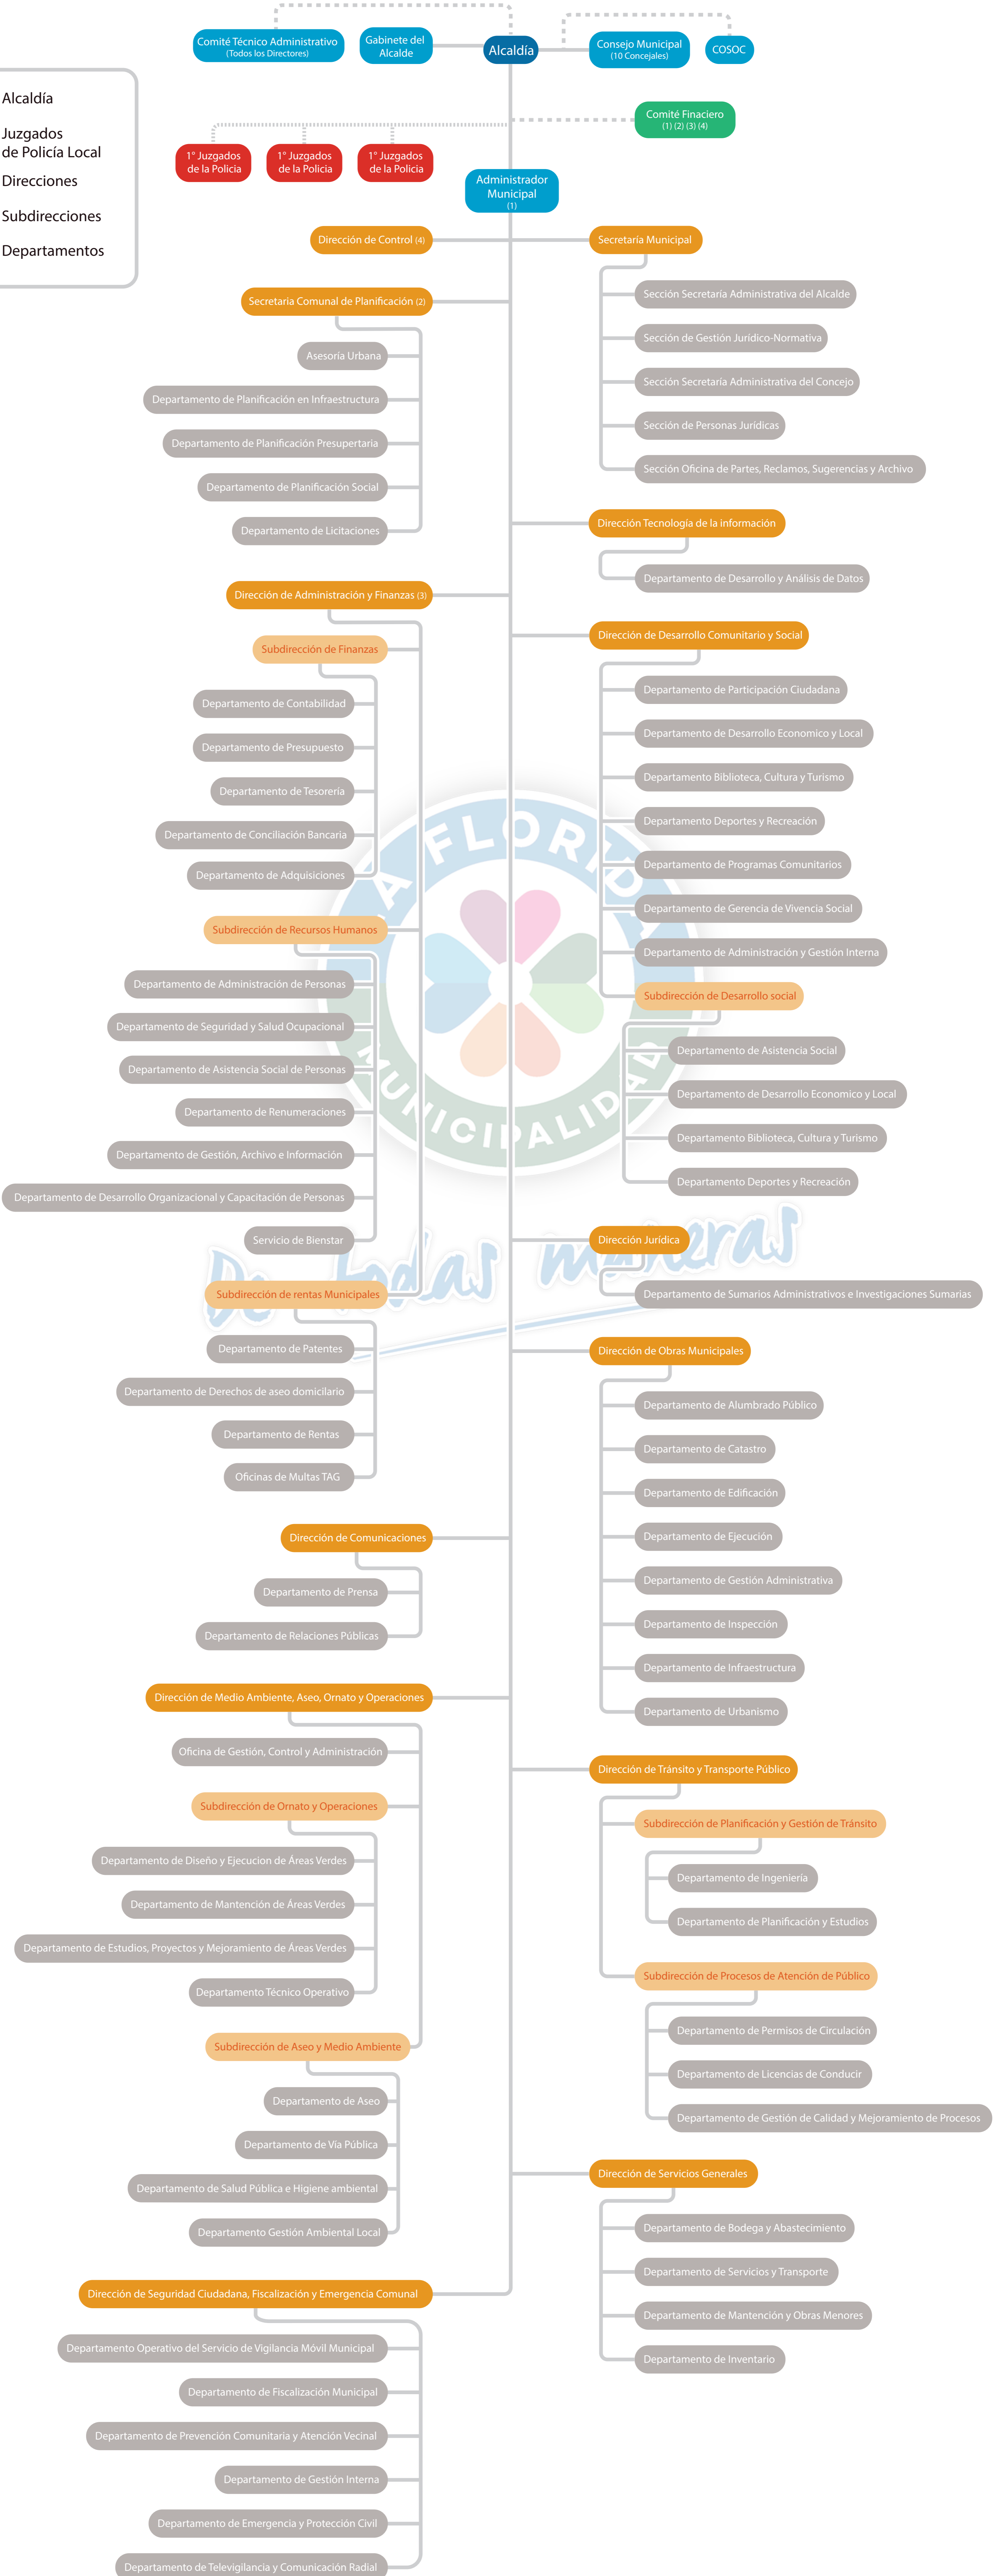 Comité Técnico Administrativo
(Todos los Directores)
Gabinete del
Alcalde
Alcaldía
Consejo Municipal
(10 Concejales)
COSOC
Alcaldía
Juzgados
de Policía Local
Direcciones
Subdirecciones
Departamentos
Comité Finaciero
(1) (2) (3) (4)
1° Juzgados
de la Policia
1° Juzgados
de la Policia
1° Juzgados
de la Policia
Administrador
Municipal
(1)
Dirección de Control (4)
Secretaria Comunal de Planificación (2)
Asesoría Urbana
Departamento de Planificación en Infraestructura
Departamento de Planificación Presupertaria
Departamento de Planificación Social
Departamento de Licitaciones
Dirección de Administración y Finanzas (3)
Subdirección de Finanzas
Departamento de Contabilidad
Departamento de Presupuesto
Departamento de Tesorería
Departamento de Conciliación Bancaria
Departamento de Adquisiciones
Subdirección de Recursos Humanos
Departamento de Administración de Personas
Departamento de Seguridad y Salud Ocupacional
Departamento de Asistencia Social de Personas
Departamento de Renumeraciones
Departamento de Gestión, Archivo e Información
Departamento de Desarrollo Organizacional y Capacitación de Personas
Servicio de Bienstar
Subdirección de rentas Municipales
Departamento de Patentes
Departamento de Derechos de aseo domicilario
Departamento de Rentas
Oficinas de Multas TAG
Dirección de Comunicaciones
Departamento de Prensa
Departamento de Relaciones Públicas
Dirección de Medio Ambiente, Aseo, Ornato y Operaciones
Oficina de Gestión, Control y Administración
Subdirección de Ornato y Operaciones
Departamento de Diseño y Ejecucion de Áreas Verdes
Departamento de Mantención de Áreas Verdes
Departamento de Estudios, Proyectos y Mejoramiento de Áreas Verdes
Departamento Técnico Operativo
Subdirección de Aseo y Medio Ambiente
Departamento de Aseo
Departamento de Vía Pública
Departamento de Salud Pública e Higiene ambiental
Departamento Gestión Ambiental Local
Dirección de Seguridad Ciudadana, Fiscalización y Emergencia Comunal
Departamento Operativo del Servicio de Vigilancia Móvil Municipal
Departamento de Fiscalización Municipal
Departamento de Prevención Comunitaria y Atención Vecinal
Departamento de Gestión Interna
Departamento de Emergencia y Protección Civil
Departamento de Televigilancia y Comunicación Radial
Secretaría Municipal
Sección Secretaría Administrativa del Alcalde
Sección de Gestión Jurídico-Normativa
Sección Secretaría Administrativa del Concejo
Sección de Personas Jurídicas
Sección Oficina de Partes, Reclamos, Sugerencias y Archivo
Dirección Tecnología de la información
Departamento de Desarrollo y Análisis de Datos
Dirección de Desarrollo Comunitario y Social
Departamento de Participación Ciudadana
Departamento de Desarrollo Economico y Local
Departamento Biblioteca, Cultura y Turismo
Departamento Deportes y Recreación
Departamento de Programas Comunitarios
Departamento de Gerencia de Vivencia Social
Departamento de Administración y Gestión Interna
Subdirección de Desarrollo social
Departamento de Asistencia Social
Departamento de Desarrollo Economico y Local
Departamento Biblioteca, Cultura y Turismo
Departamento Deportes y Recreación
Dirección Jurídica
Departamento de Sumarios Administrativos e Investigaciones Sumarias
Dirección de Obras Municipales
Departamento de Alumbrado Público
Departamento de Catastro
Departamento de Edificación
Departamento de Ejecución
Departamento de Gestión Administrativa
Departamento de Inspección
Departamento de Infraestructura
Departamento de Urbanismo
Dirección de Tránsito y Transporte Público
Subdirección de Planificación y Gestión de Tránsito
Departamento de Ingeniería
Departamento de Planificación y Estudios
Subdirección de Procesos de Atención de Público
Departamento de Permisos de Circulación
Departamento de Licencias de Conducir
Departamento de Gestión de Calidad y Mejoramiento de Procesos
Dirección de Servicios Generales
Departamento de Bodega y Abastecimiento
Departamento de Servicios y Transporte
Departamento de Mantención y Obras Menores
Departamento de Inventario
LA FLORIDA
MUNICIPALIDAD
De todas maneras